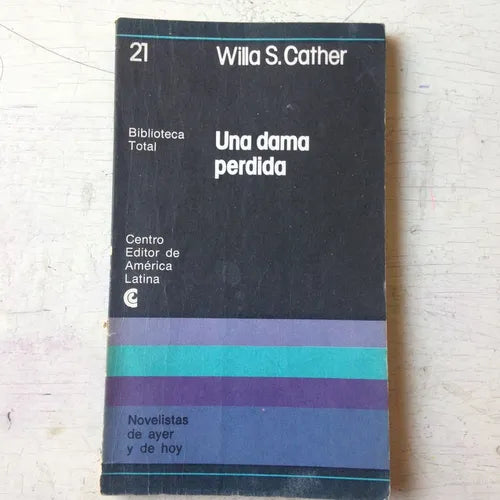 21
Willa S. Cather
Biblioteca
Total
Una dama
perdida
Centro
Editor de
América
Latina
Novelistas
de ayer
y de hoy